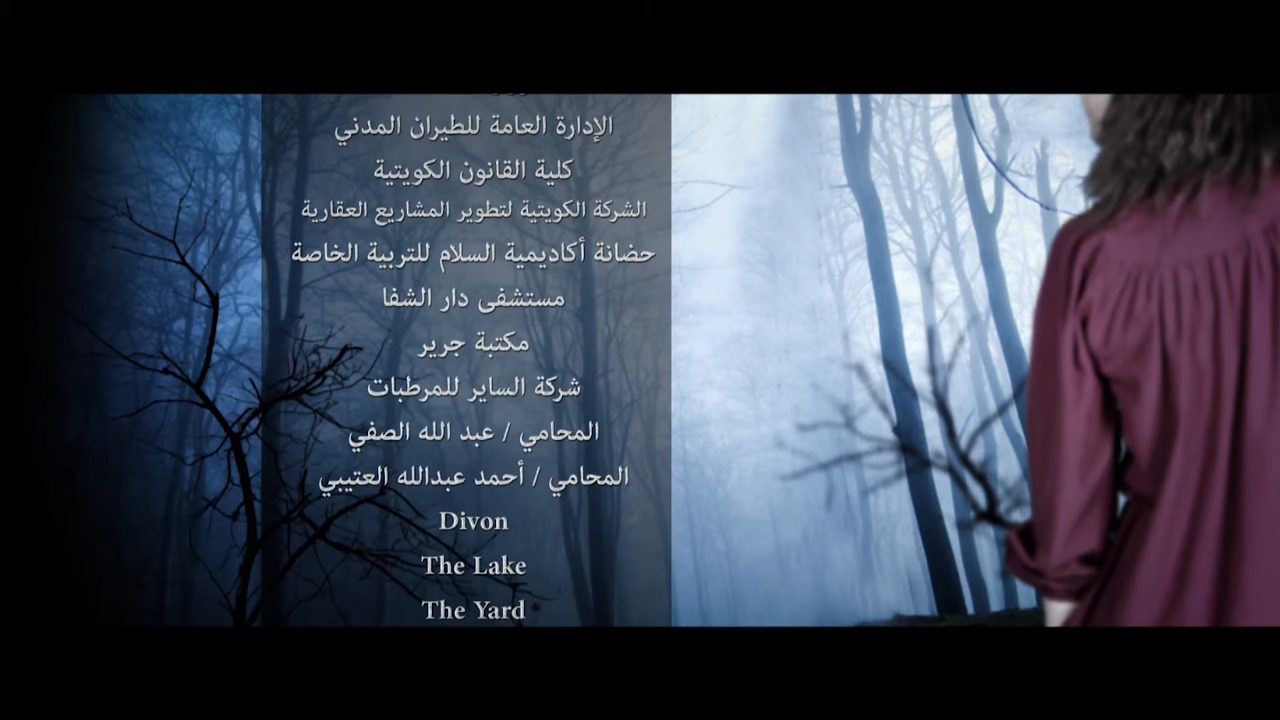 الإدارة العامة للطيران المدني
كلية القانون الكويتية
الشركة الكويتية لتطوير المشاريع العقارية
حضانة أكاديمية السلام للتربية الخاصة
مستشفى دار الشفا
مكتبة جرير
شركة الساير للمرطبات
المحامي / عبد الله الصفي
المحامي / أحمد عبدالله العتيبي
Divon
The Lake
The Yard